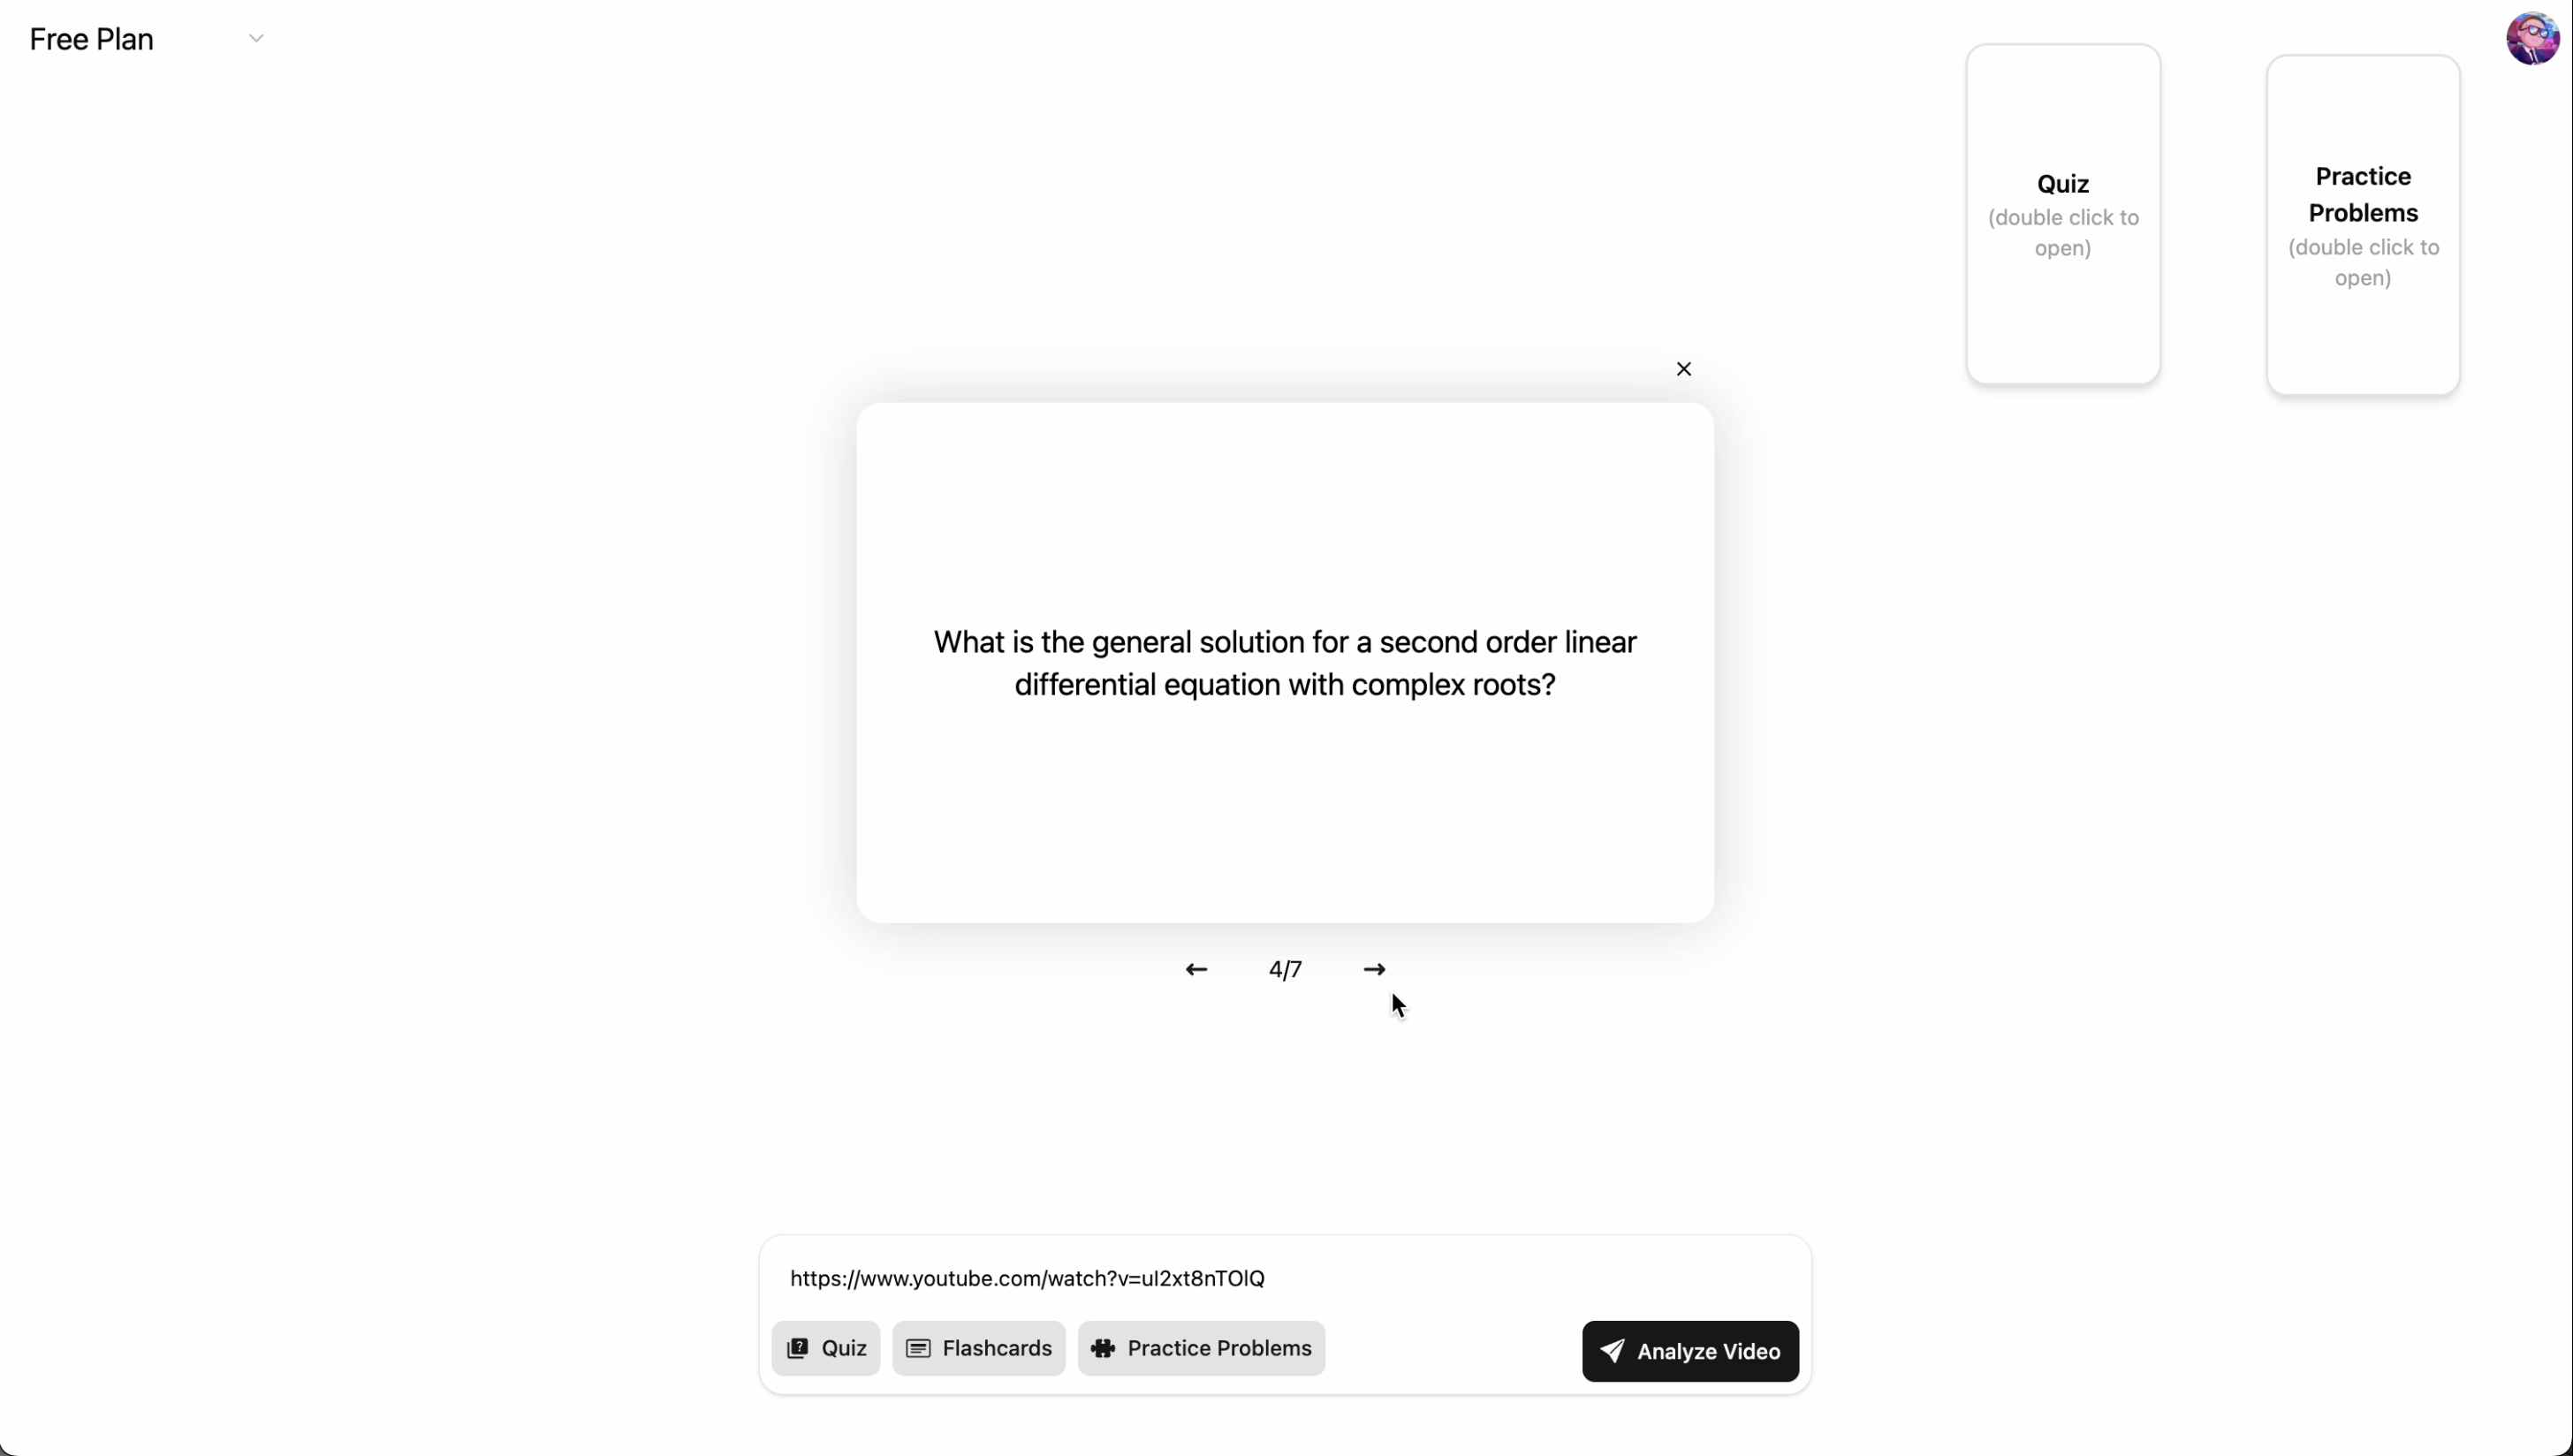 Free Plan
Quiz
(double click to
open)
Practice
Problems
(double click to
open)
What is the general solution for a second order linear
differential equation with complex roots?
4/7
https://www.youtube.com/watch?v=uI2xt8nTOlQ
Quiz
Flashcards
Practice Problems
Analyze Video